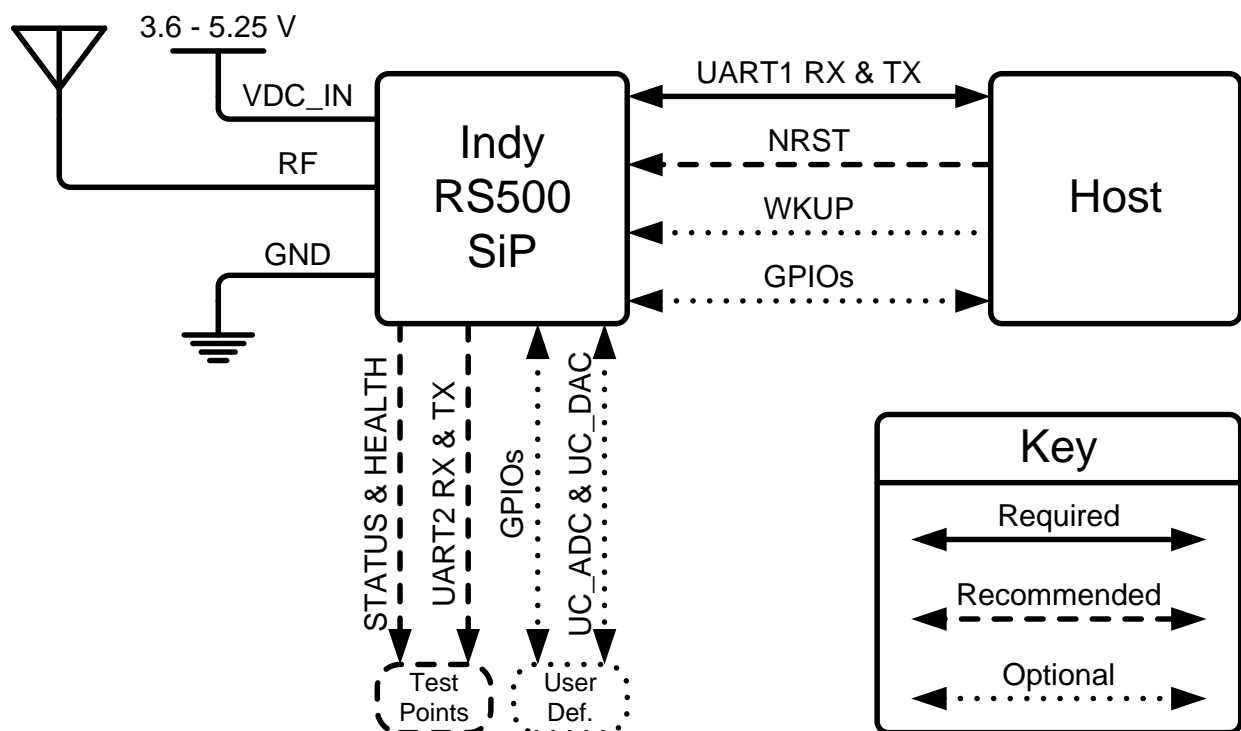 3.6 - 5.25 V
VDC_IN
RF
GND
Indy
RS500
SiP
UART1 RX & TX
NRST
WKUP
GPIOs
Host
STATUS & HEALTH
UART2 RX & TX
GPIOs
UC_ADC & UC_DAC
Test
Points
User
Def.
Key
Required
Recommended
Optional